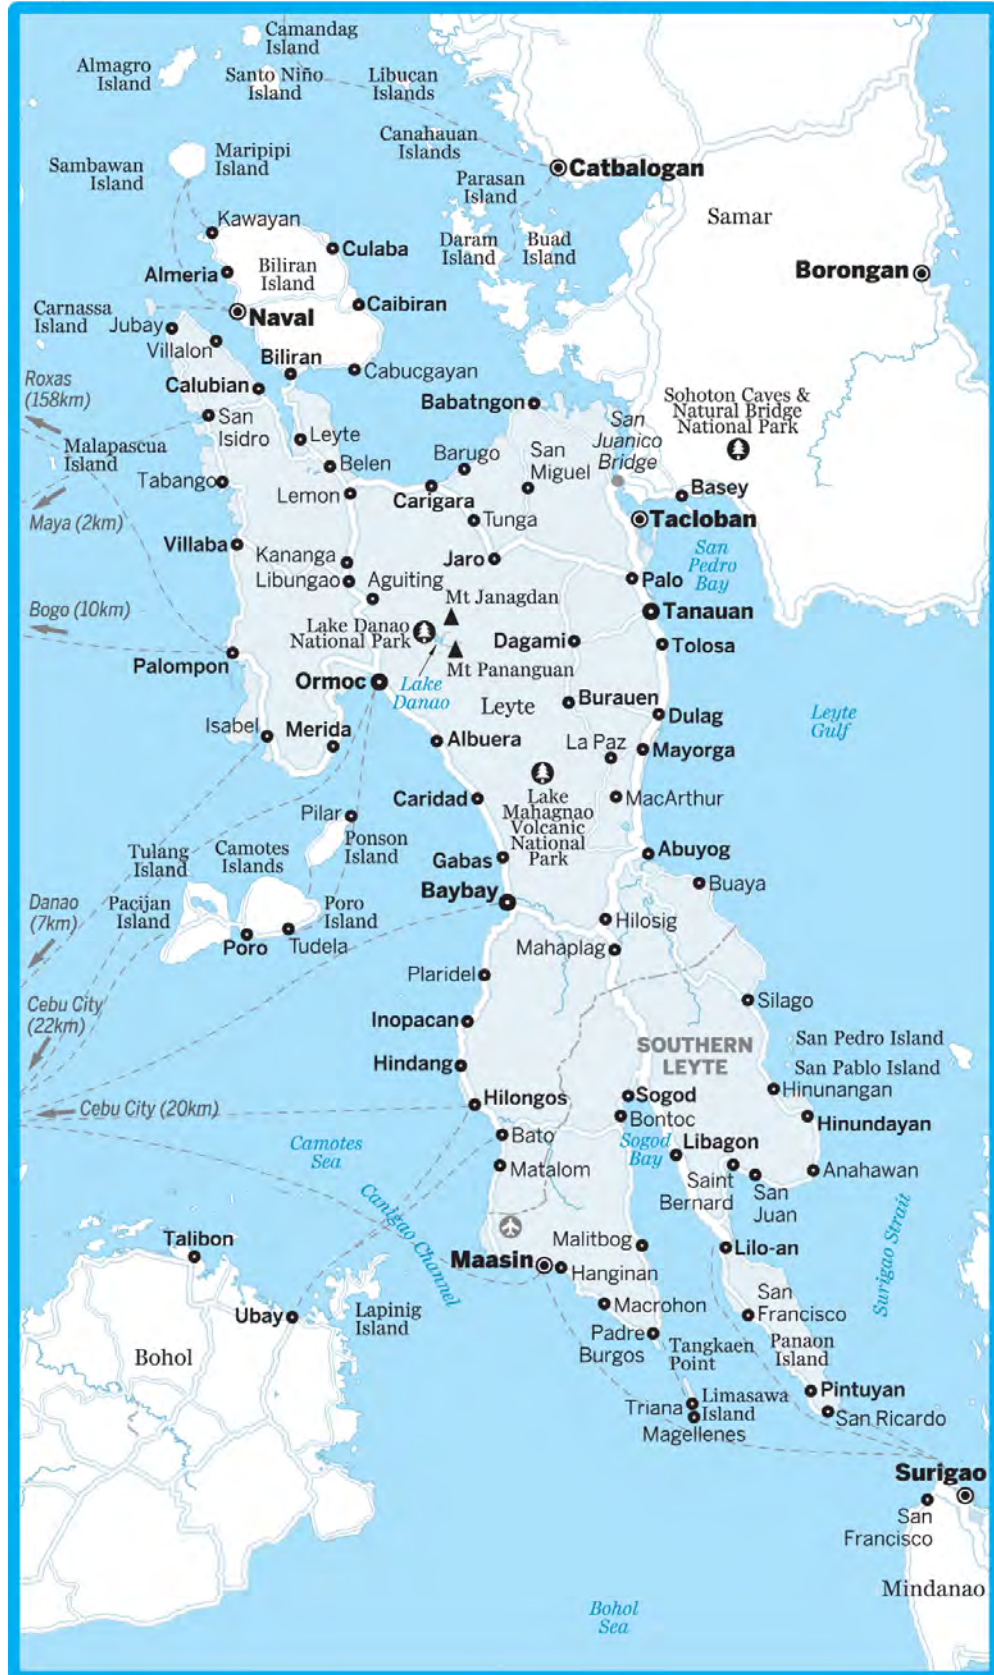 Camandag
Island
Almagro
Island
Santo Niño
Island
Libucan
Islands
Canahauan
Islands
Catbalogan
Sambawan
Island
Maripipi
Island
Parasan
Island
Samar
Kawayan
Culaba
Daram
Island
Buad
Island
Almeria
Biliran
Island
Borongan
Carnassa
Island
Caibiran
Naval
Jubay
Villalon
Biliran
Cabucgayan
Roxas
(158km)
Calubian
Babatngon
Sohoton Caves &
Natural Bridge
National Park
San
Juanico
Bridge
San
Isidro
Leyte
Malapascua
Island
Barugo
San
Miguel
Belen
Tabango
Lemon
Carigara
Basey
Maya (2km)
Tunga
Tacloban
Villaba
Kananga
Jaro
San
Pedro
Bay
Libungao
Aguiting
Palo
Bogo (10km)
Mt Janagdan
Tanauan
Lake Danao
National Park
Dagami
Tolosa
Palompon
Mt Pananguan
Ormoc
Lake
Danao
Leyte
Burauen
Dulag
Leyte
Gulf
Isabel
Merida
Albuera
La Paz
Mayorga
Caridad
Lake
Mahagnao
Volcanic
National
Park
MacArthur
Pilar
Ponson
Island
Tulang
Island
Camotes
Islands
Gabas
Abuyog
Buaya
Baybay
Danao
(7km)
Pacijan
Island
Poro
Island
Poro
Tudela
Hilosig
Mahaplag
Plaridel
Cebu City
(22km)
Silago
Inopacan
SOUTHERN
LEYTE
San Pedro Island
San Pablo Island
Hindang
Hinunangan
Cebu City (20km)
Hilongos
Sogod
Bontoc
Hinundayan
Camotes
Sea
Bato
Sogod
Bay
Libagon
Matalom
Saint
Bernard
San
Juan
Anahawan
Canigao Channel
Surigao Strait
Talibon
Malitbog
Lilo-an
Maasin
Hanginan
Ubay
Lapinig
Island
Macrohon
San
Francisco
Bohol
Padre
Burgos
Tangkaen
Point
Panaon
Island
Triana
Limasawa
Island
Pintuyan
San Ricardo
Magellenes
Surigao
San
Francisco
Mindanao
Bohol
Sea